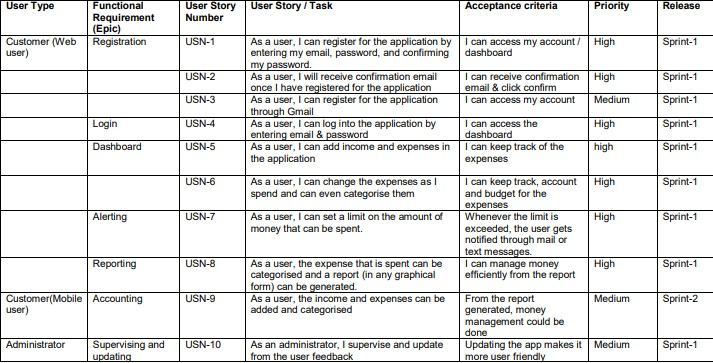 User Type Functional Requirement (Epic) User Story Number User Story / Task Acceptance criteria Priority Release
Customer (Web user) Registration USN-1 As a user, I can register for the application by entering my email, password, and confirming my password. I can access my account / dashboard High Sprint-1
USN-2 As a user, I will receive confirmation email once I have registered for the application I can receive confirmation email & click confirm High Sprint-1
USN-3 As a user, I can register for the application through Gmail I can access my account Medium Sprint-1
Login USN-4 As a user, I can log into the application by entering email & password I can access the dashboard High Sprint-1
Dashboard USN-5 As a user, I can add income and expenses in the application I can keep track of the expenses high Sprint-1
USN-6 As a user, I can change the expenses as I spend and can even categorise them I can keep track, account and budget for the expenses High Sprint-1
Alerting USN-7 As a user, I can set a limit on the amount of money that can be spent. Whenever the limit is exceeded, the user gets notified through mail or text messages. High Sprint-1
Reporting USN-8 As a user, the expense that is spent can be categorised and a report (in any graphical form) can be generated. I can manage money efficiently from the report High Sprint-1
Customer(Mobile user) Accounting USN-9 As a user, the income and expenses can be added and categorised From the report generated, money management could be done Medium Sprint-2
Administrator Supervising and updating USN-10 As an administrator, I supervise and update from the user feedback Updating the app makes it more user friendly Medium Sprint-1